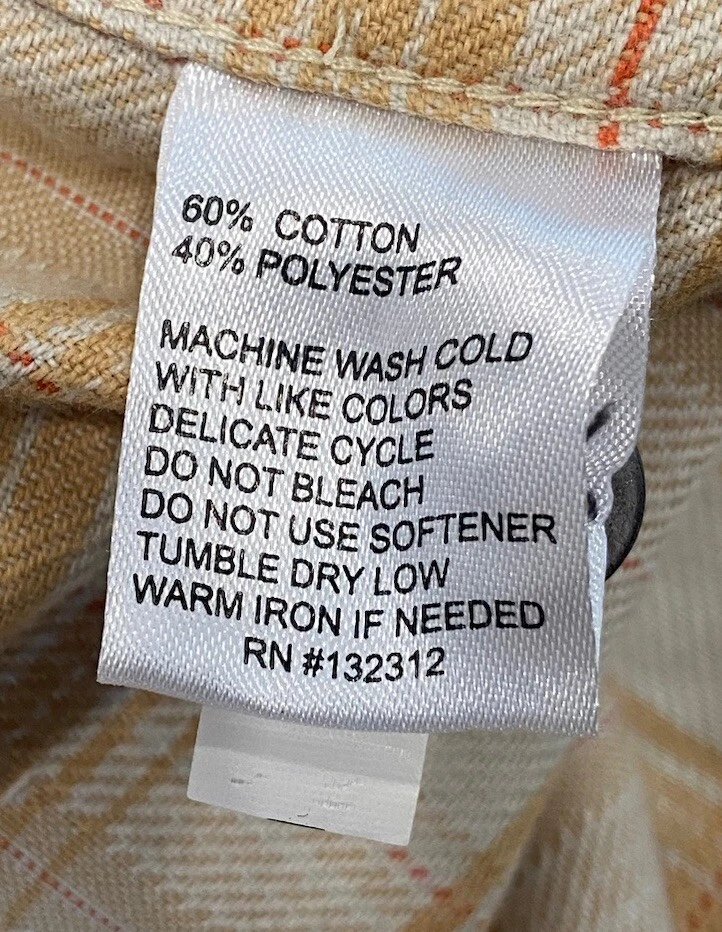 60% COTTON
40% POLYESTER
MACHINE WASH COLD
WITH LIKE COLORS
DELICATE CYCLE
DO NOT BLEACH
DO NOT USE SOFTENER
TUMBLE DRY LOW
WARM IRON IF NEEDED
RN #132312